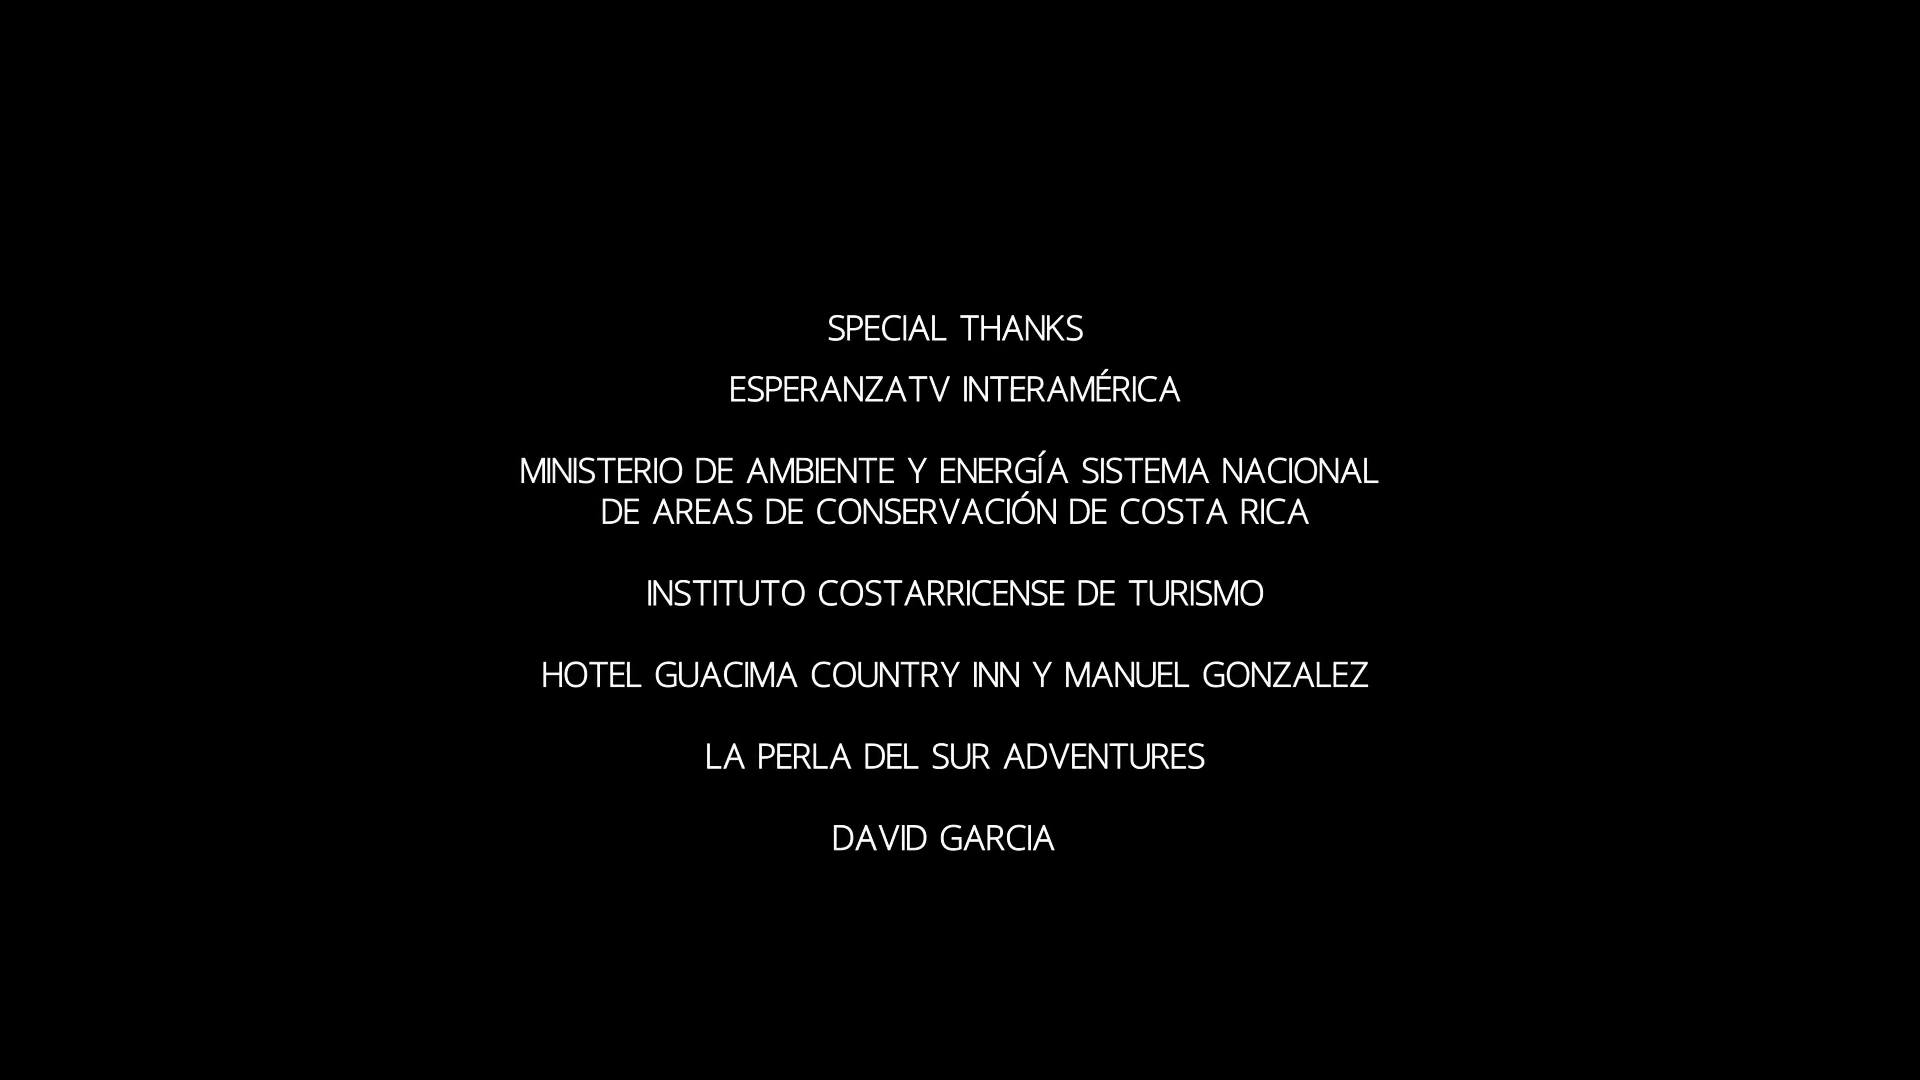 SPECIAL THANKS
ESPERANZATV INTERAMÉRICA
MINISTERIO DE AMBIENTE Y ENERGÍA SISTEMA NACIONAL
DE AREAS DE CONSERVACIÓN DE COSTA RICA
INSTITUTO COSTARRICENSE DE TURISMO
HOTEL GUACIMA COUNTRY INN Y MANUEL GONZALEZ
LA PERLA DEL SUR ADVENTURES
DAVID GARCIA